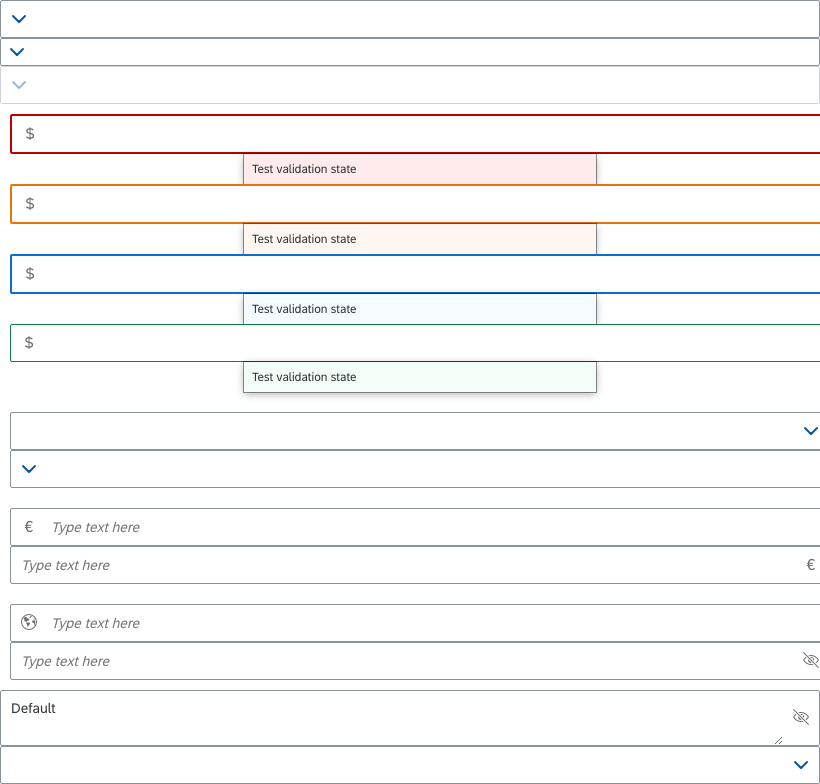 $
Test validation state
$
Test validation state
$
Test validation state
$
Test validation state
€ Type text here
Type text here €
Type text here
Type text here
Default